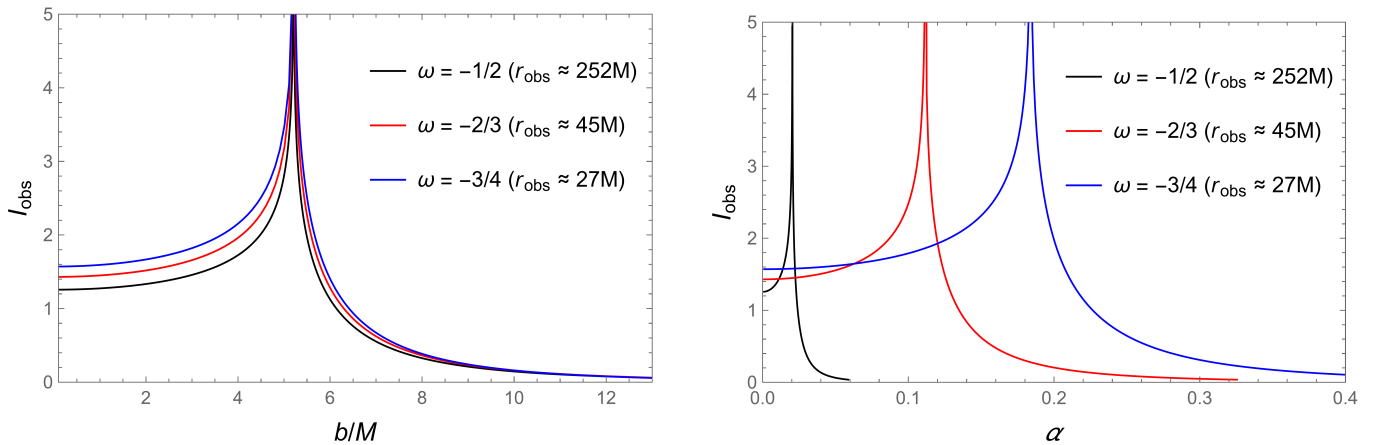 5
4
3
2
1
0
I_obs
ω = −1/2 (r_obs ≈ 252M)
ω = −2/3 (r_obs ≈ 45M)
ω = −3/4 (r_obs ≈ 27M)
2 4 6 8 10 12
b/M
5
4
3
2
1
0
I_obs
ω = −1/2 (r_obs ≈ 252M)
ω = −2/3 (r_obs ≈ 45M)
ω = −3/4 (r_obs ≈ 27M)
0.0 0.1 0.2 0.3 0.4
α